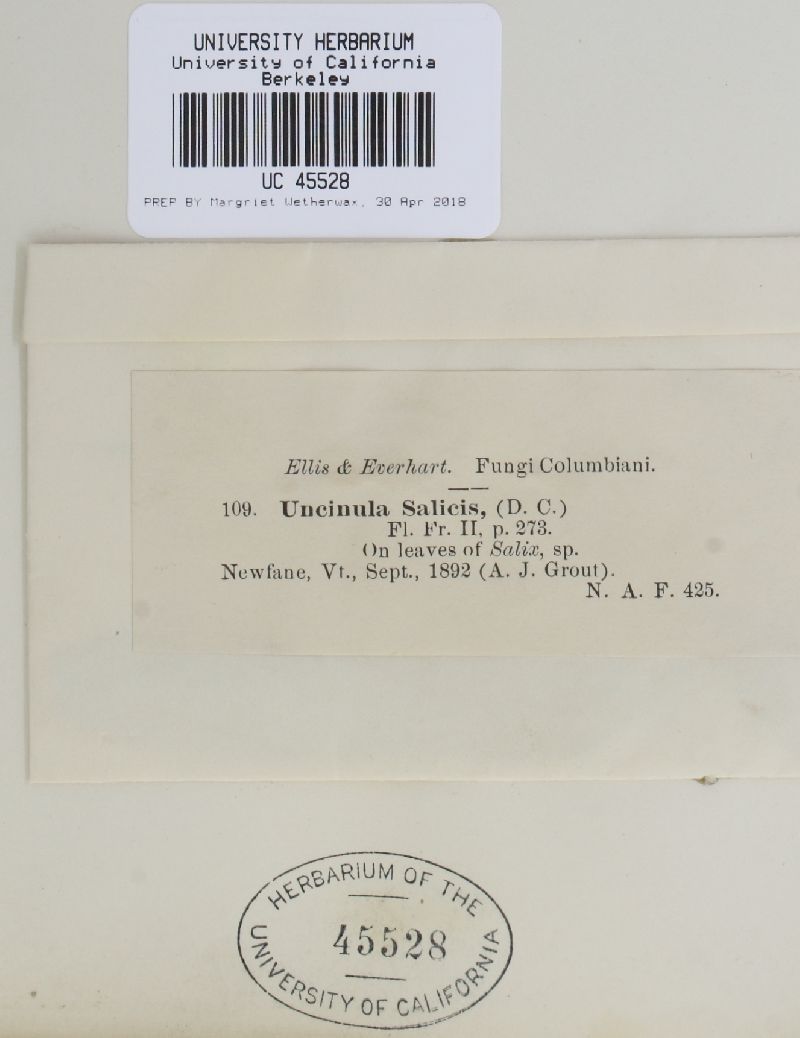 UNIVERSITY HERBARIUM
University of California
Berkeley
UC 45528
PREP BY Margriet Wetherwax, 30 Apr 2018
Ellis & Everhart. Fungi Columbiani.
109. Uncinula Salicis, (D. C.)
Fl. Fr. II, p. 273.
On leaves of Salix, sp.
Newfane, Vt., Sept., 1892 (A. J. Grout).
N. A. F. 425.
HERBARIUM OF THE
45528
UNIVERSITY OF CALIFORNIA